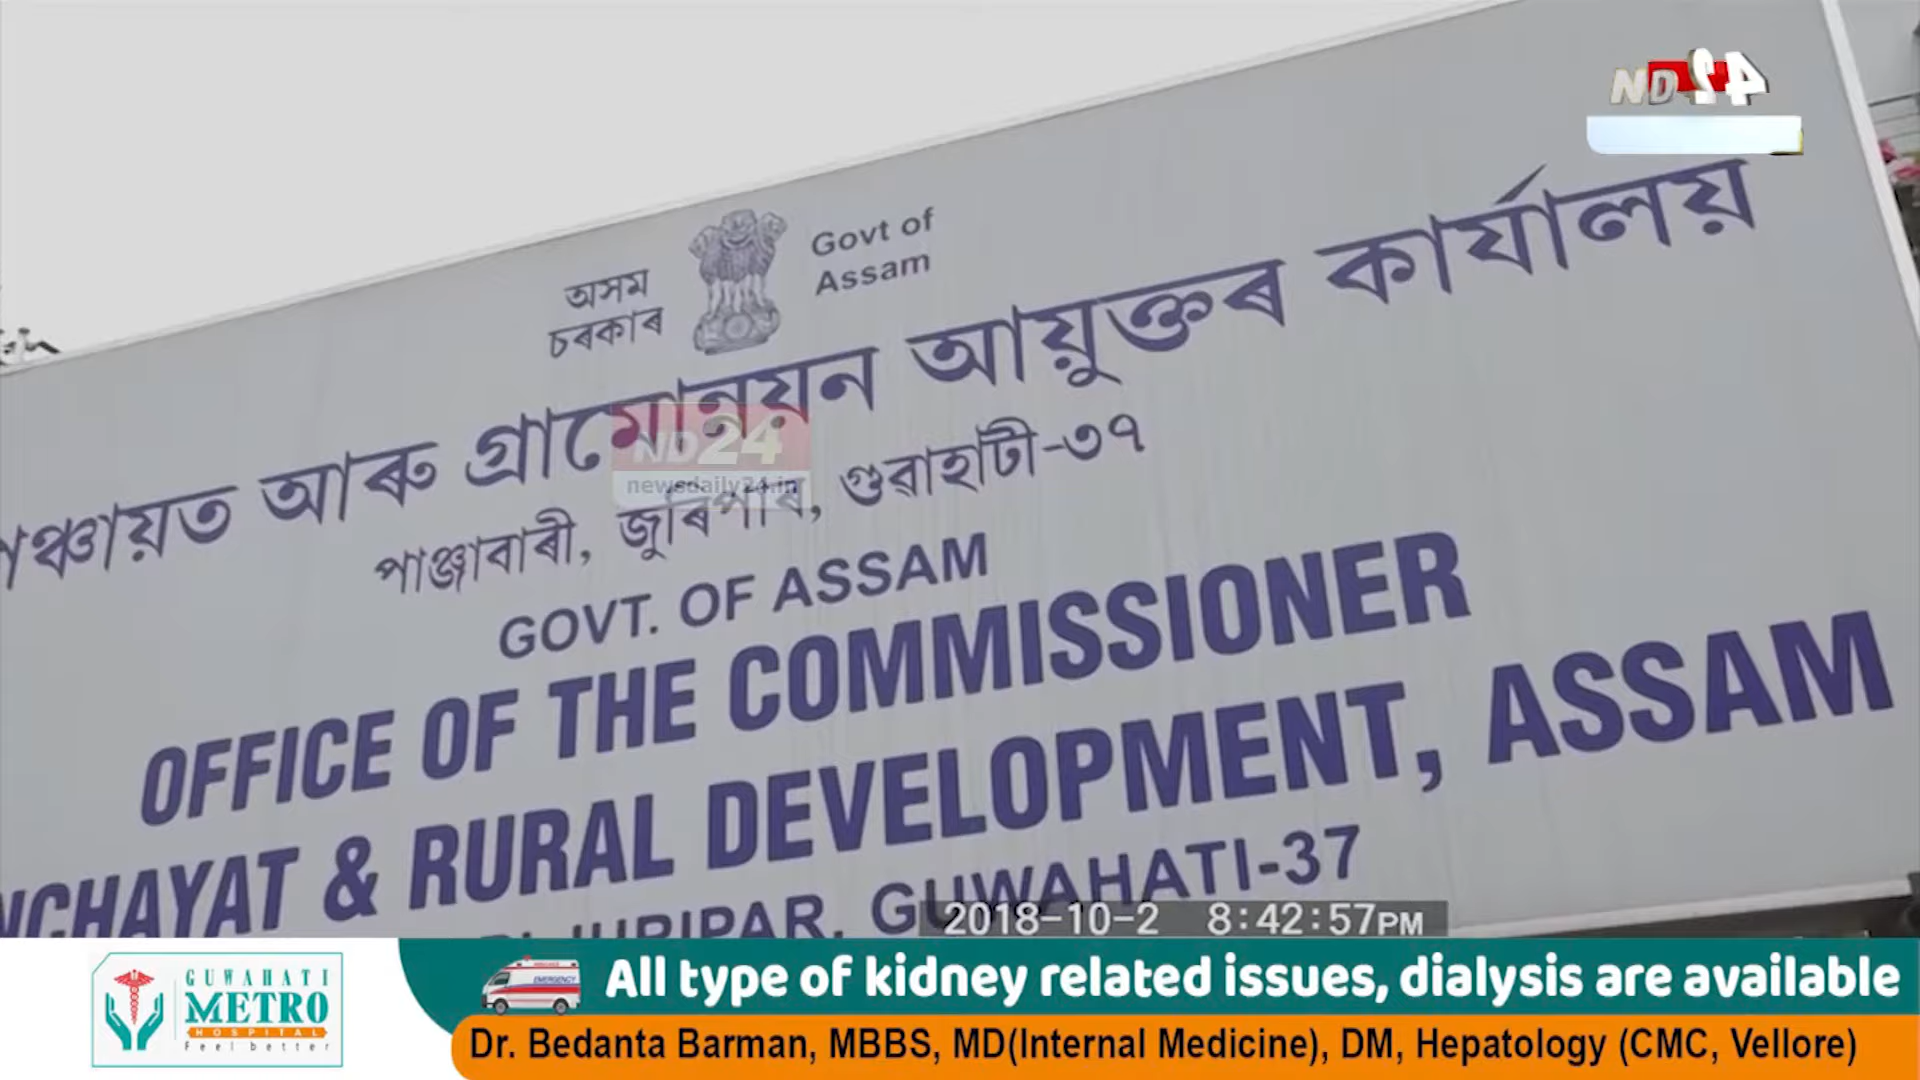 ND24
অসম
চৰকাৰ
Govt of
Assam
পঞ্চায়ত আৰু গ্ৰামোন্নয়ন আয়ুক্তৰ কাৰ্যালয়
ND24
newsdaily24.in
পাঞ্জাবাৰী, জুৰিপাৰ, গুৱাহাটী-৩৭
GOVT. OF ASSAM
OFFICE OF THE COMMISSIONER
NCHAYAT & RURAL DEVELOPMENT, ASSAM
JURIPAR, GUWAHATI-37
2018-10-2 8:42:57PM
GUWAHATI
METRO
HOSPITAL
Feel better
EMERGENCY
All type of kidney related issues, dialysis are available
Dr. Bedanta Barman, MBBS, MD(Internal Medicine), DM, Hepatology (CMC, Vellore)